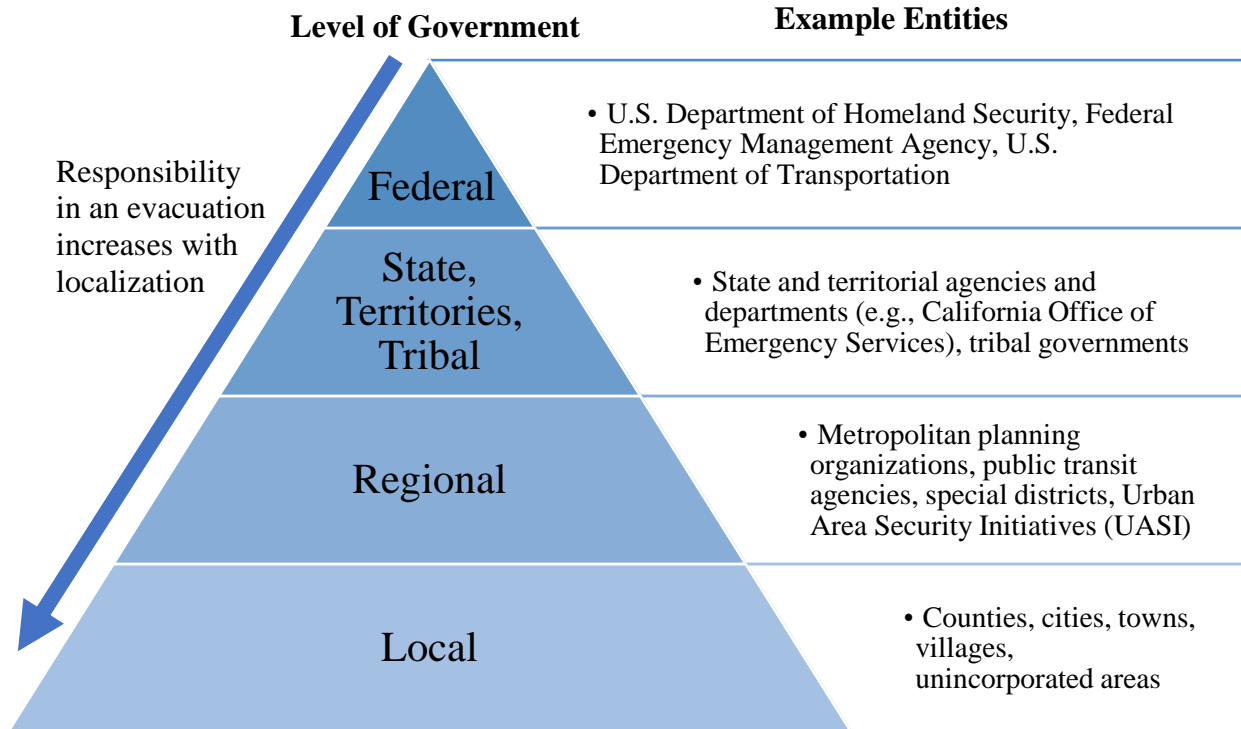 Level of Government
Example Entities
Responsibility
in an evacuation
increases with
localization
Federal
• U.S. Department of Homeland Security, Federal
Emergency Management Agency, U.S.
Department of Transportation
State,
Territories,
Tribal
• State and territorial agencies and
departments (e.g., California Office of
Emergency Services), tribal governments
Regional
• Metropolitan planning
organizations, public transit
agencies, special districts, Urban
Area Security Initiatives (UASI)
Local
• Counties, cities, towns,
villages,
unincorporated areas